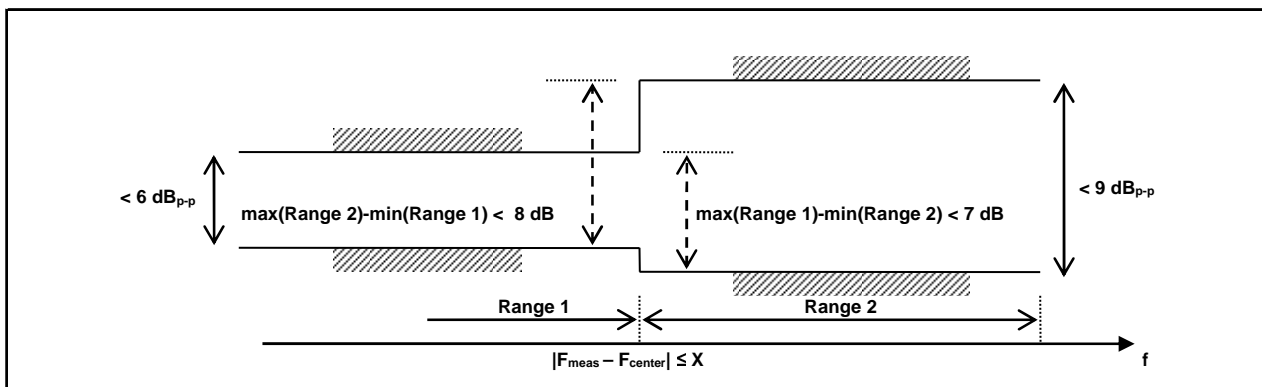 < 6 dBp-p
max(Range 2)-min(Range 1) < 8 dB
max(Range 1)-min(Range 2) < 7 dB
< 9 dBp-p
Range 1
Range 2
|Fmeas – Fcenter| ≤ X
f